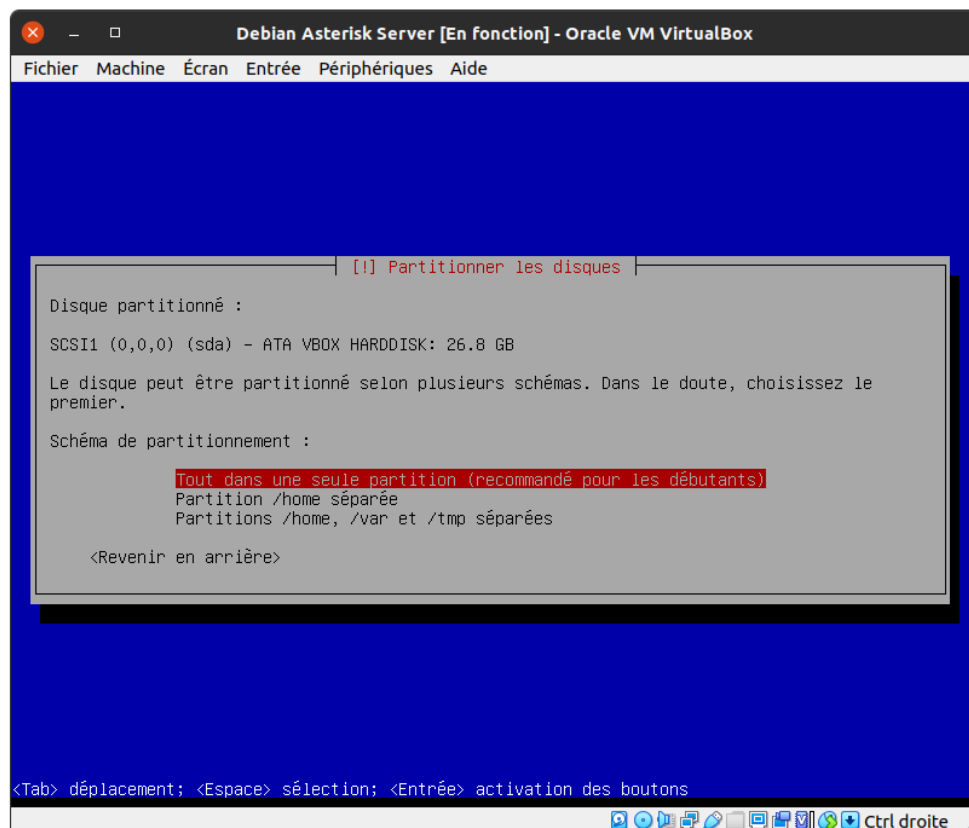 Debian Asterisk Server [En fonction] - Oracle VM VirtualBox
Fichier Machine Écran Entrée Périphériques Aide
[!] Partitionner les disques
Disque partitionné :
SCSI1 (0,0,0) (sda) - ATA VBOX HARDDISK: 26.8 GB
Le disque peut être partitionné selon plusieurs schémas. Dans le doute, choisissez le
premier.
Schéma de partitionnement :
Tout dans une seule partition (recommandé pour les débutants)
Partition /home séparée
Partitions /home, /var et /tmp séparées
<Revenir en arrière>
<Tab> déplacement; <Espace> sélection; <Entrée> activation des boutons
Ctrl droite